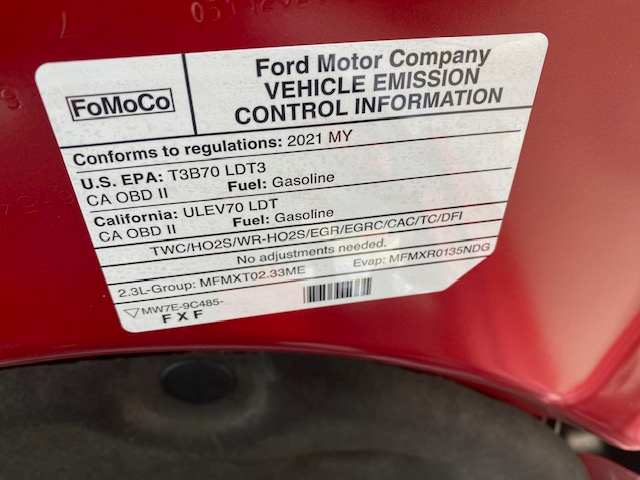 FoMoCo
Ford Motor Company
VEHICLE EMISSION
CONTROL INFORMATION
Conforms to regulations: 2021 MY
U.S. EPA: T3B70 LDT3
CA OBD II Fuel: Gasoline
California: ULEV70 LDT
CA OBD II Fuel: Gasoline
TWC/HO2S/WR-HO2S/EGR/EGRC/CAC/TC/DFI
No adjustments needed.
2.3L-Group: MFMXT02.33ME Evap: MFMXR0135NDG
MW7E-9C485-
FXF